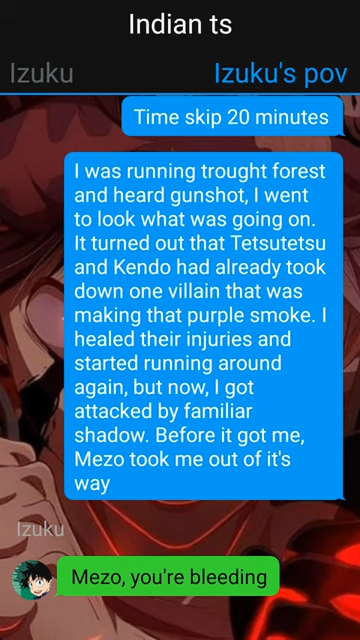 Indian ts
Izuku
Izuku's pov
Time skip 20 minutes
I was running trought forest
and heard gunshot, I went
to look what was going on.
It turned out that Tetsutetsu
and Kendo had already took
down one villain that was
making that purple smoke. I
healed their injuries and
started running around
again, but now, I got
attacked by familiar
shadow. Before it got me,
Mezo took me out of it's
way
Izuku
Mezo, you're bleeding